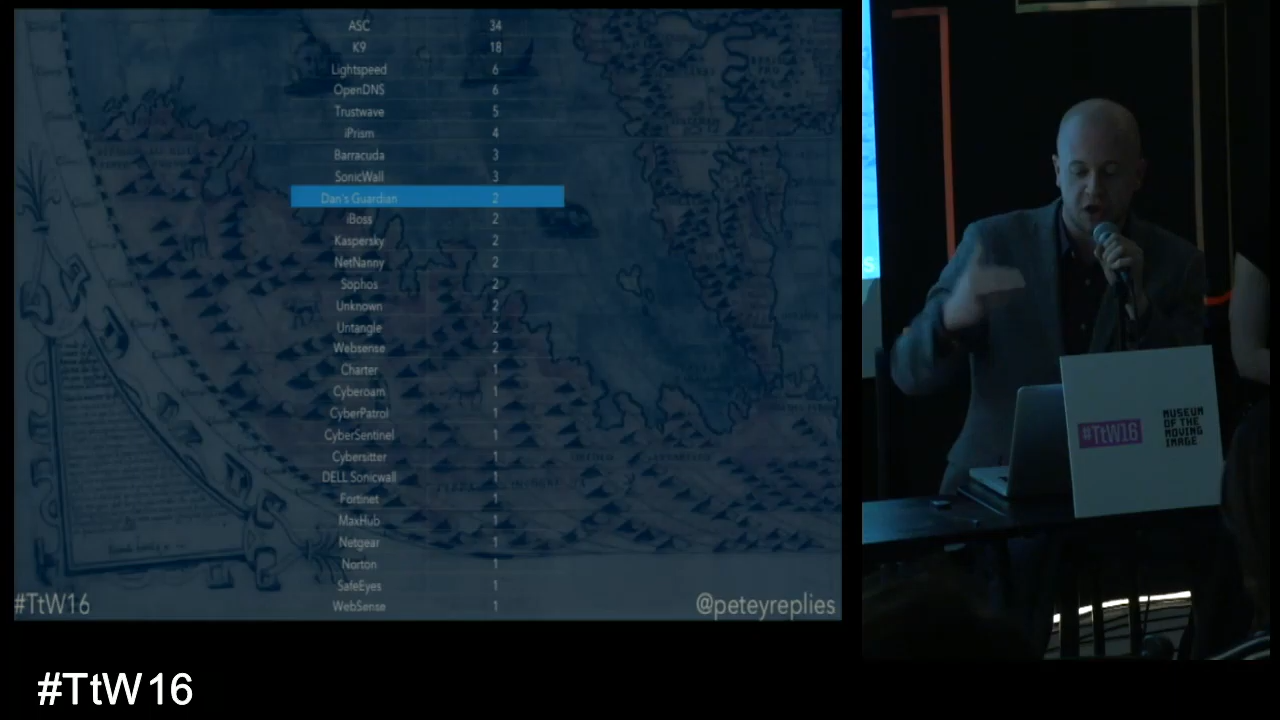 ASC 34
K9 18
Lightspeed 6
OpenDNS 6
Trustwave 5
iPrism 4
Barracuda 3
SonicWall 3
Dan's Guardian 2
iBoss 2
Kaspersky 2
NetNanny 2
Sophos 2
Unknown 2
Untangle 2
Websense 2
Charter 1
Cyberoam 1
CyberPatrol 1
CyberSentinel 1
Cybersitter 1
DELL Sonicwall 1
Fortinet 1
MaxHub 1
Netgear 1
Norton 1
SafeEyes 1
WebSense 1
#TtW16
@peteyreplies
#TtW16
MUSEUM
OF THE
MOVING
IMAGE
#TtW16